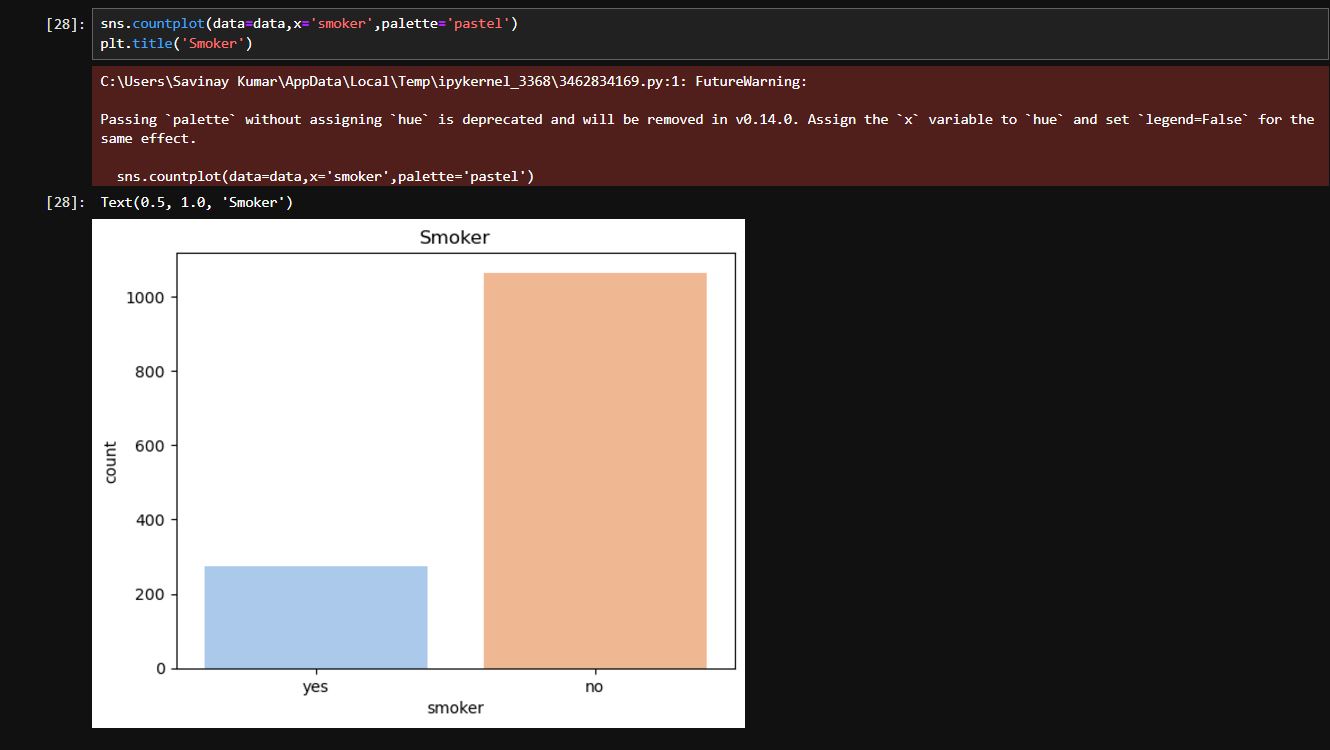 [28]: sns.countplot(data=data,x='smoker',palette='pastel')
plt.title('Smoker')
C:\Users\Savinay Kumar\AppData\Local\Temp\ipykernel_3368\3462834169.py:1: FutureWarning:
Passing `palette` without assigning `hue` is deprecated and will be removed in v0.14.0. Assign the `x` variable to `hue` and set `legend=False` for the
same effect.
sns.countplot(data=data,x='smoker',palette='pastel')
[28]: Text(0.5, 1.0, 'Smoker')
Smoker
1000
800
600
400
200
0
count
yes no
smoker